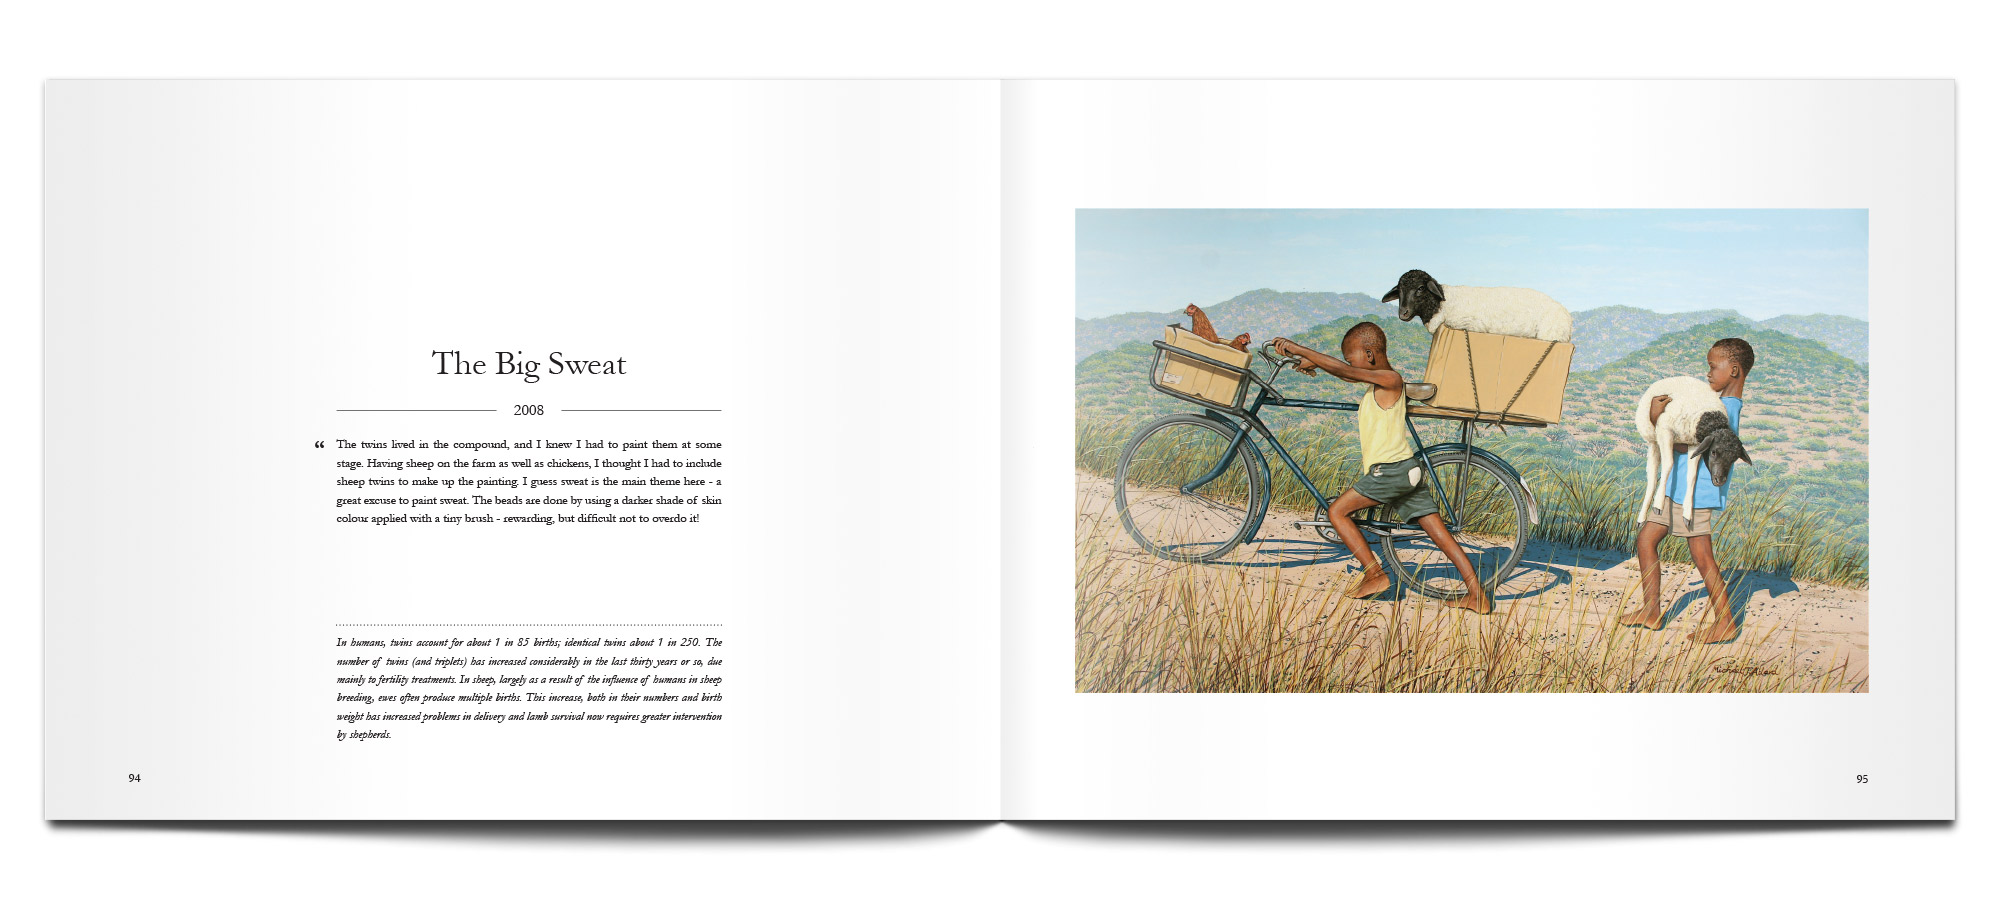 The Big Sweat
2008
“ The twins lived in the compound, and I knew I had to paint them at some
stage. Having sheep on the farm as well as chickens, I thought I had to include
sheep twins to make up the painting. I guess sweat is the main theme here - a
great excuse to paint sweat. The beads are done by using a darker shade of skin
colour applied with a tiny brush - rewarding, but difficult not to overdo it!
In humans, twins account for about 1 in 85 births; identical twins about 1 in 250. The
number of twins (and triplets) has increased considerably in the last thirty years or so, due
mainly to fertility treatments. In sheep, largely as a result of the influence of humans in sheep
breeding, ewes often produce multiple births. This increase, both in their numbers and birth
weight has increased problems in delivery and lamb survival now requires greater intervention
by shepherds.
94
95